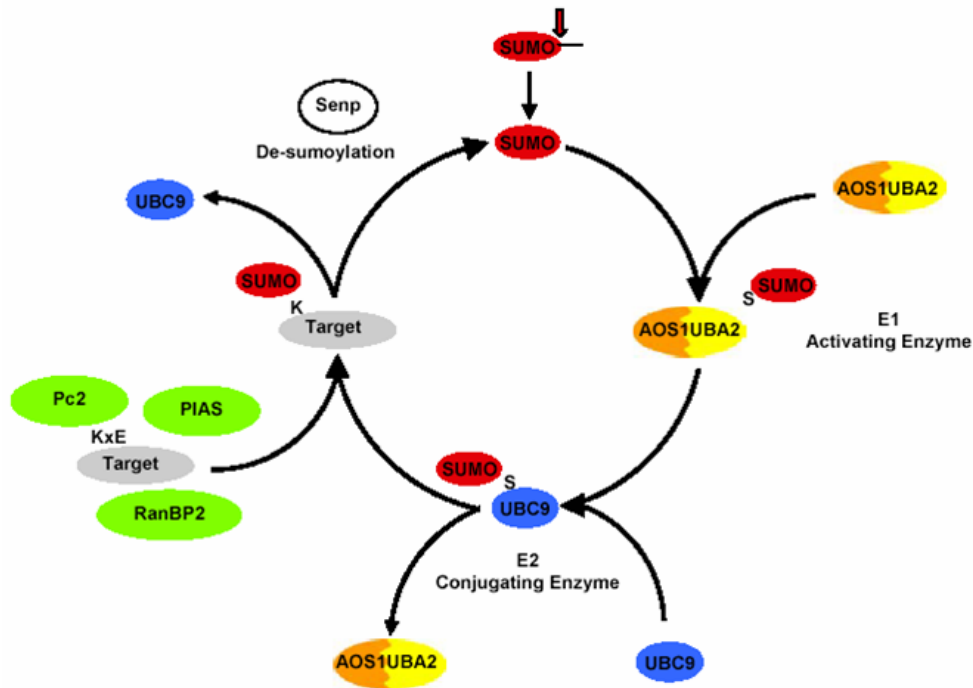 SUMO
Senp
De-sumoylation
SUMO
UBC9
AOS1UBA2
SUMO
K
Target
S
SUMO
AOS1UBA2
E1
Activating Enzyme
Pc2
PIAS
KxE
Target
RanBP2
SUMO
S
UBC9
E2
Conjugating Enzyme
AOS1UBA2
UBC9